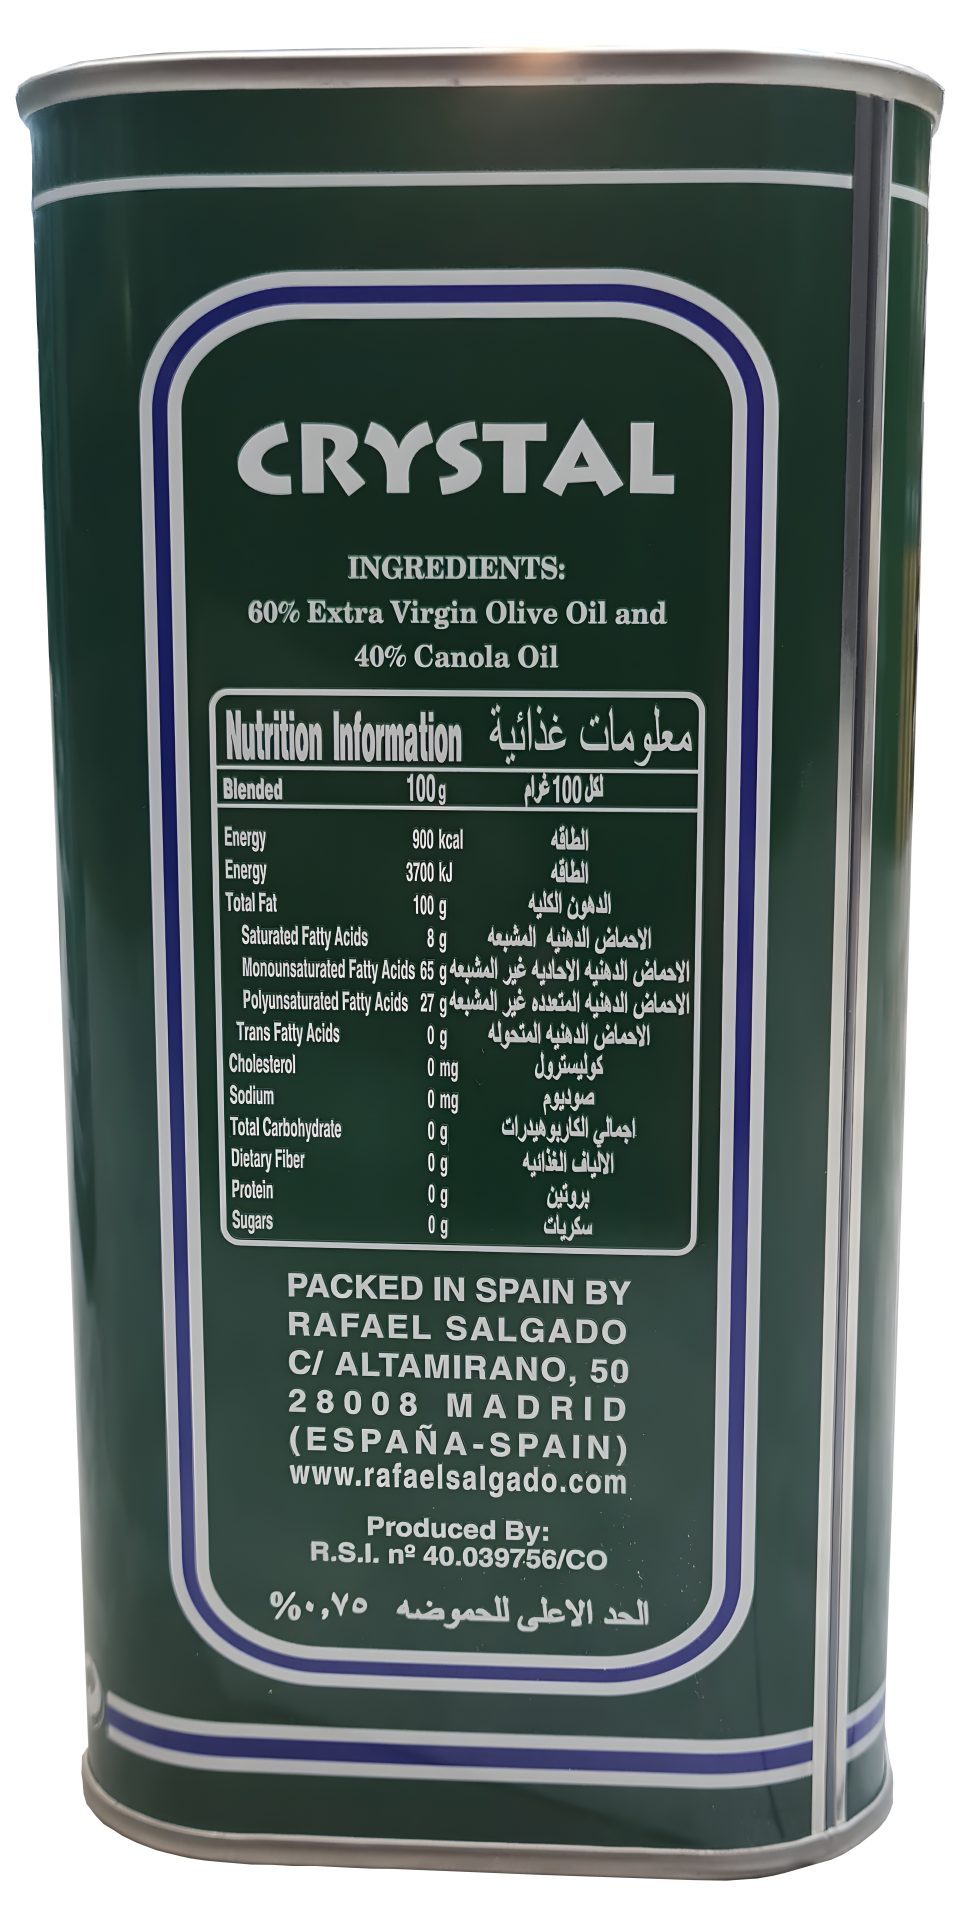 CRYSTAL
INGREDIENTS:
60% Extra Virgin Olive Oil and
40% Canola Oil
Nutrition Information معلومات غذائية
Blended 100 g لكل 100 غرام
Energy 900 kcal الطاقه
Energy 3700 kJ الطاقه
Total Fat 100 g الدهون الكليه
Saturated Fatty Acids 8 g الاحماض الدهنيه المشبعه
Monounsaturated Fatty Acids 65 g الاحماض الدهنيه الاحاديه غير المشبعه
Polyunsaturated Fatty Acids 27 g الاحماض الدهنيه المتعدده غير المشبعه
Trans Fatty Acids 0 g الاحماض الدهنيه المتحوله
Cholesterol 0 mg كوليسترول
Sodium 0 mg صوديوم
Total Carbohydrate 0 g اجمالي الكاربوهيدرات
Dietary Fiber 0 g الالياف الغذائيه
Protein 0 g بروتين
Sugars 0 g سكريات
PACKED IN SPAIN BY
RAFAEL SALGADO
C/ ALTAMIRANO, 50
28008 MADRID
(ESPAÑA-SPAIN)
www.rafaelsalgado.com
Produced By:
R.S.I. nº 40.039756/CO
الحد الاعلى للحموضه ٠,٧٥%